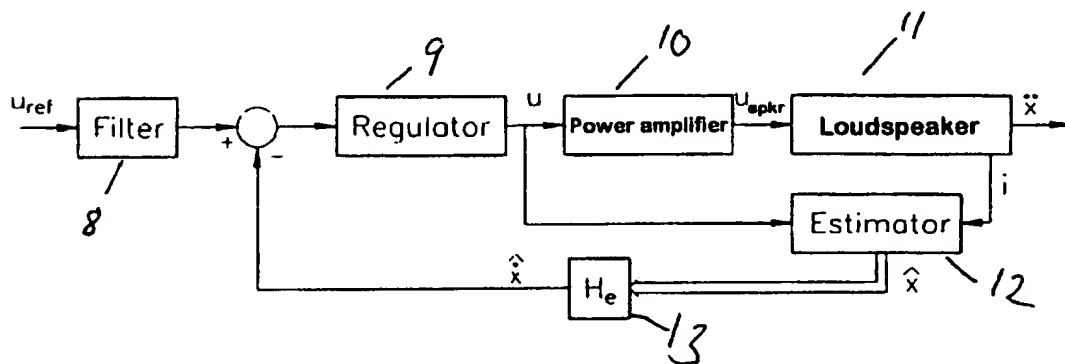 9
10
11
u_ref
Filter
+
-
Regulator
u
Power amplifier
u_spkr
Loudspeaker
ẍ
8
i
Estimator
x̂̇
H_e
x̂
12
13